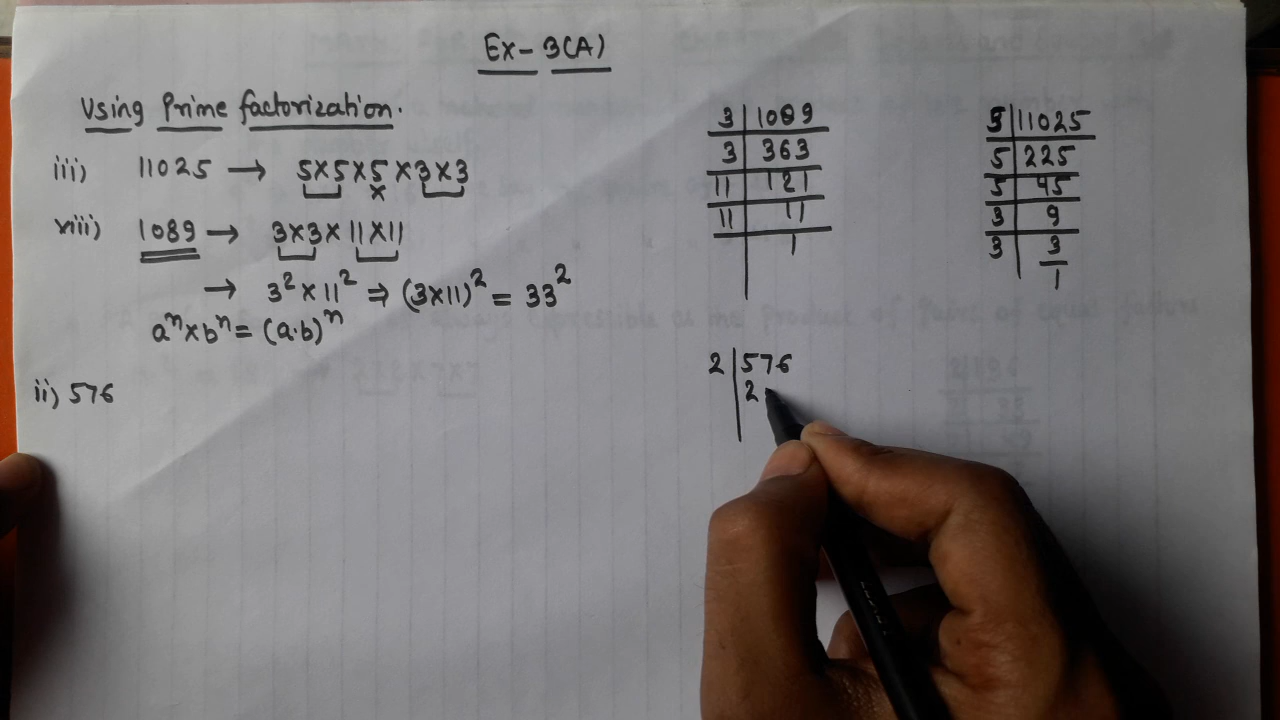 Ex-3(A)
Using Prime factorization.
iii) 11025 → 5×5×5×3×3
×
xiii) 1089 → 3×3×11×11
→ 3²×11² ⇒ (3×11)² = 33²
aⁿ×bⁿ = (a·b)ⁿ
ii) 576
3 | 1089
3 | 363
11 | 121
11 | 11
1
5 | 11025
5 | 225
5 | 45
3 | 9
3 | 3
1
2 | 576
2